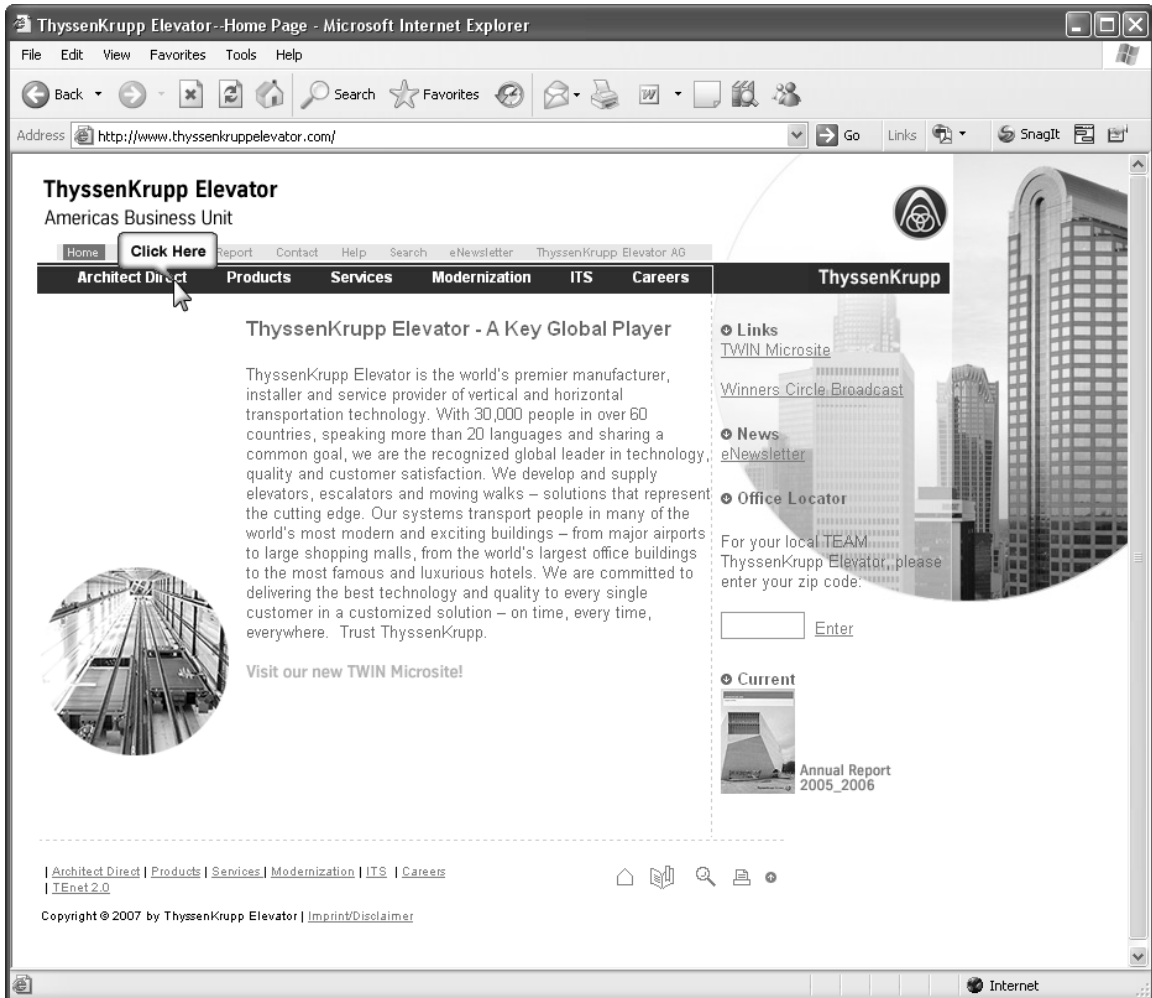 ThyssenKrupp Elevator--Home Page - Microsoft Internet Explorer
File Edit View Favorites Tools Help
Back Search Favorites
Address http://www.thyssenkruppelevator.com/ Go Links SnagIt
ThyssenKrupp Elevator
Americas Business Unit
Home Click Here Report Contact Help Search eNewsletter ThyssenKrupp Elevator AG
Architect Direct Products Services Modernization ITS Careers ThyssenKrupp
ThyssenKrupp Elevator - A Key Global Player
ThyssenKrupp Elevator is the world's premier manufacturer,
installer and service provider of vertical and horizontal
transportation technology. With 30,000 people in over 60
countries, speaking more than 20 languages and sharing a
common goal, we are the recognized global leader in technology,
quality and customer satisfaction. We develop and supply
elevators, escalators and moving walks – solutions that represent
the cutting edge. Our systems transport people in many of the
world's most modern and exciting buildings – from major airports
to large shopping malls, from the world's largest office buildings
to the most famous and luxurious hotels. We are committed to
delivering the best technology and quality to every single
customer in a customized solution – on time, every time,
everywhere. Trust ThyssenKrupp.
Visit our new TWIN Microsite!
Links
TWIN Microsite
Winners Circle Broadcast
News
eNewsletter
Office Locator
For your local TEAM
ThyssenKrupp Elevator, please
enter your zip code:
Enter
Current
Annual Report
2005_2006
| Architect Direct | Products | Services | Modernization | ITS | Careers
| TEnet 2.0
Copyright © 2007 by ThyssenKrupp Elevator | Imprint/Disclaimer
Internet